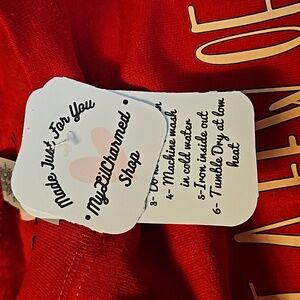 Made Just For You
• MyLilCharmed •
Shop
4- Machine wash
in cold water
5-Iron inside out
6- Tumble Dry at low
heat